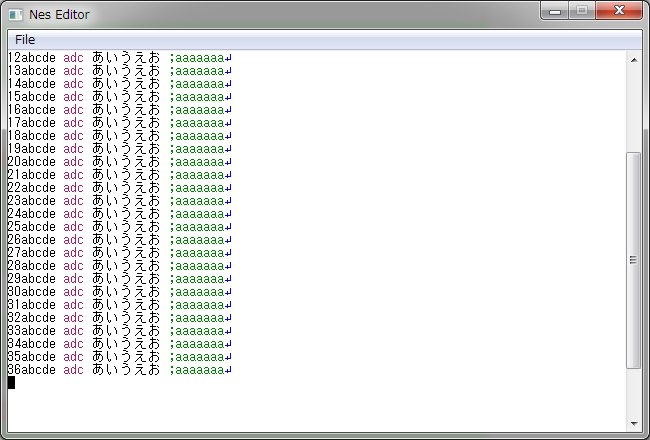 Nes Editor
File
12abcde adc あいうえお ;aaaaaaa↵
13abcde adc あいうえお ;aaaaaaa↵
14abcde adc あいうえお ;aaaaaaa↵
15abcde adc あいうえお ;aaaaaaa↵
16abcde adc あいうえお ;aaaaaaa↵
17abcde adc あいうえお ;aaaaaaa↵
18abcde adc あいうえお ;aaaaaaa↵
19abcde adc あいうえお ;aaaaaaa↵
20abcde adc あいうえお ;aaaaaaa↵
21abcde adc あいうえお ;aaaaaaa↵
22abcde adc あいうえお ;aaaaaaa↵
23abcde adc あいうえお ;aaaaaaa↵
24abcde adc あいうえお ;aaaaaaa↵
25abcde adc あいうえお ;aaaaaaa↵
26abcde adc あいうえお ;aaaaaaa↵
27abcde adc あいうえお ;aaaaaaa↵
28abcde adc あいうえお ;aaaaaaa↵
29abcde adc あいうえお ;aaaaaaa↵
30abcde adc あいうえお ;aaaaaaa↵
31abcde adc あいうえお ;aaaaaaa↵
32abcde adc あいうえお ;aaaaaaa↵
33abcde adc あいうえお ;aaaaaaa↵
34abcde adc あいうえお ;aaaaaaa↵
35abcde adc あいうえお ;aaaaaaa↵
36abcde adc あいうえお ;aaaaaaa↵